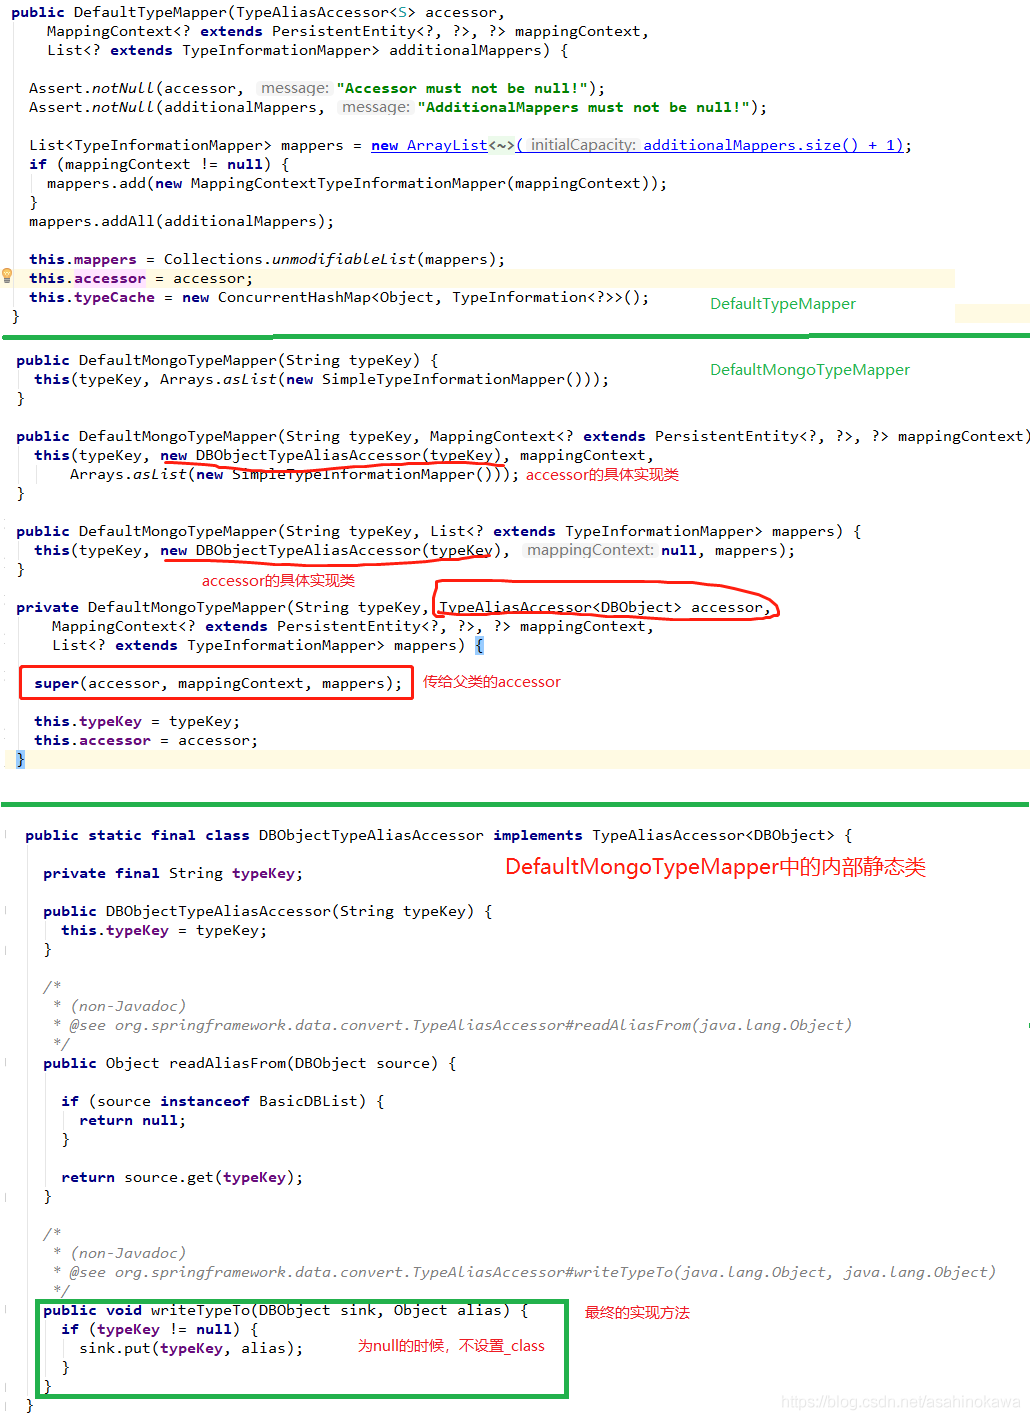 public DefaultTypeMapper(TypeAliasAccessor<S> accessor,
MappingContext<? extends PersistentEntity<?, ?>, ?> mappingContext,
List<? extends TypeInformationMapper> additionalMappers) {
Assert.notNull(accessor, message: "Accessor must not be null!");
Assert.notNull(additionalMappers, message: "AdditionalMappers must not be null!");
List<TypeInformationMapper> mappers = new ArrayList<~>( initialCapacity: additionalMappers.size() + 1);
if (mappingContext != null) {
mappers.add(new MappingContextTypeInformationMapper(mappingContext));
}
mappers.addAll(additionalMappers);
this.mappers = Collections.unmodifiableList(mappers);
this.accessor = accessor;
this.typeCache = new ConcurrentHashMap<Object, TypeInformation<?>>();
DefaultTypeMapper
}
public DefaultMongoTypeMapper(String typeKey) {
DefaultMongoTypeMapper
this(typeKey, Arrays.asList(new SimpleTypeInformationMapper()));
}
public DefaultMongoTypeMapper(String typeKey, MappingContext<? extends PersistentEntity<?, ?>, ?> mappingContext)
this(typeKey, new DBObjectTypeAliasAccessor(typeKey), mappingContext,
Arrays.asList(new SimpleTypeInformationMapper())); accessor的具体实现类
}
public DefaultMongoTypeMapper(String typeKey, List<? extends TypeInformationMapper> mappers) {
this(typeKey, new DBObjectTypeAliasAccessor(typeKey), mappingContext: null, mappers);
}
accessor的具体实现类
private DefaultMongoTypeMapper(String typeKey, TypeAliasAccessor<DBObject> accessor,
MappingContext<? extends PersistentEntity<?, ?>, ?> mappingContext,
List<? extends TypeInformationMapper> mappers) {
super(accessor, mappingContext, mappers); 传给父类的accessor
this.typeKey = typeKey;
this.accessor = accessor;
}
public static final class DBObjectTypeAliasAccessor implements TypeAliasAccessor<DBObject> {
DefaultMongoTypeMapper中的内部静态类
private final String typeKey;
public DBObjectTypeAliasAccessor(String typeKey) {
this.typeKey = typeKey;
}
/*
* (non-Javadoc)
* @see org.springframework.data.convert.TypeAliasAccessor#readAliasFrom(java.lang.Object)
*/
public Object readAliasFrom(DBObject source) {
if (source instanceof BasicDBList) {
return null;
}
return source.get(typeKey);
}
/*
* (non-Javadoc)
* @see org.springframework.data.convert.TypeAliasAccessor#writeTypeTo(java.lang.Object, java.lang.Object)
*/
public void writeTypeTo(DBObject sink, Object alias) { 最终的实现方法
if (typeKey != null) {
sink.put(typeKey, alias); 为null的时候，不设置_class
}
}
}
https://blog.csdn.net/asahinokawa